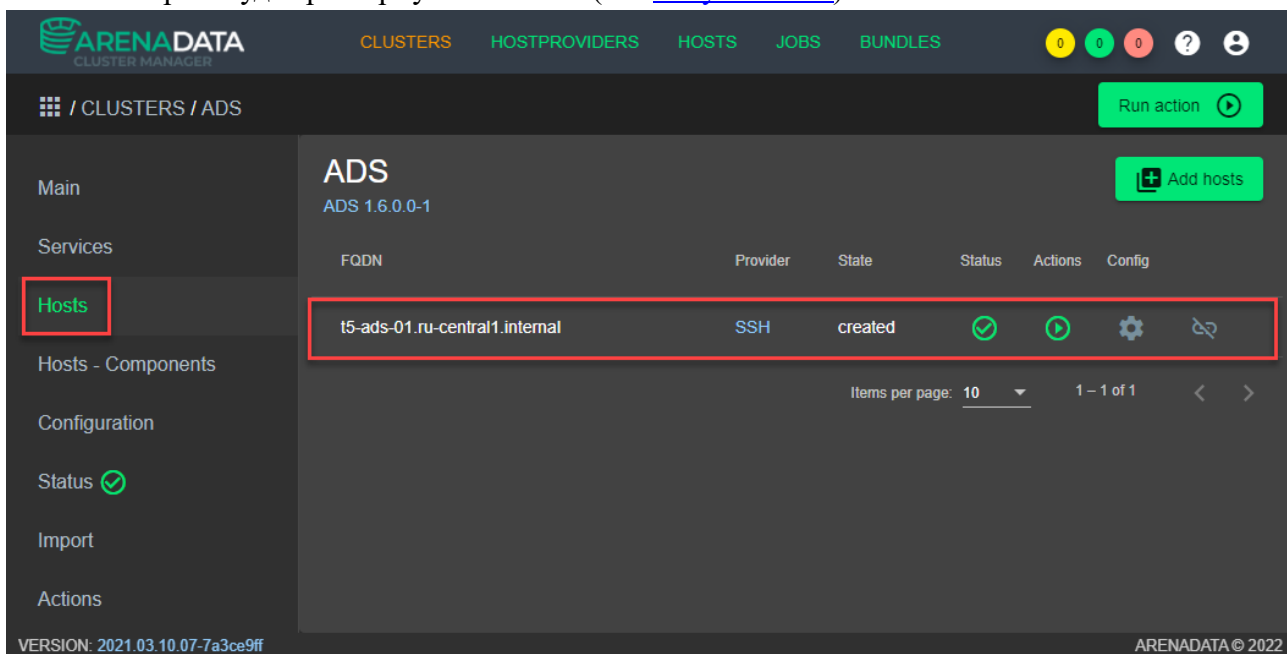 ARENADATA
CLUSTER MANAGER
CLUSTERS HOSTPROVIDERS HOSTS JOBS BUNDLES 0 0 0 ?
/ CLUSTERS / ADS
Run action
Main
Services
Hosts
Hosts - Components
Configuration
Status
Import
Actions
ADS
ADS 1.6.0.0-1
Add hosts
FQDN Provider State Status Actions Config
t5-ads-01.ru-central1.internal SSH created
Items per page: 10 1 – 1 of 1
VERSION: 2021.03.10.07-7a3ce9ff
ARENADATA © 2022